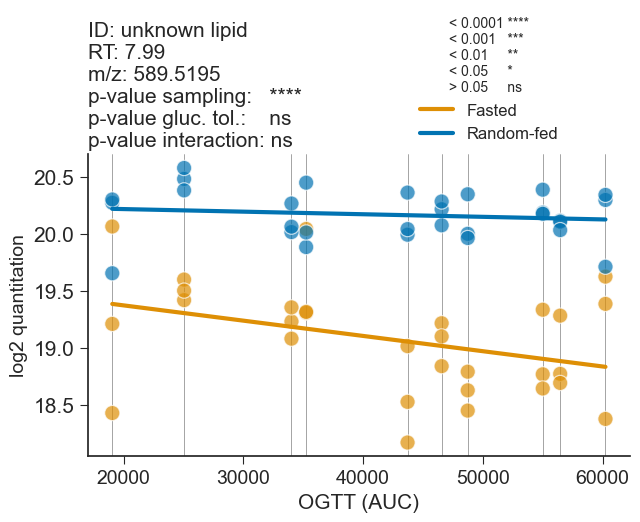 ID: unknown lipid
RT: 7.99
m/z: 589.5195
p-value sampling: ****
p-value gluc. tol.: ns
p-value interaction: ns
< 0.0001 ****
< 0.001 ***
< 0.01 **
< 0.05 *
> 0.05 ns
Fasted
Random-fed
log2 quantitation
20.5
20.0
19.5
19.0
18.5
20000 30000 40000 50000 60000
OGTT (AUC)